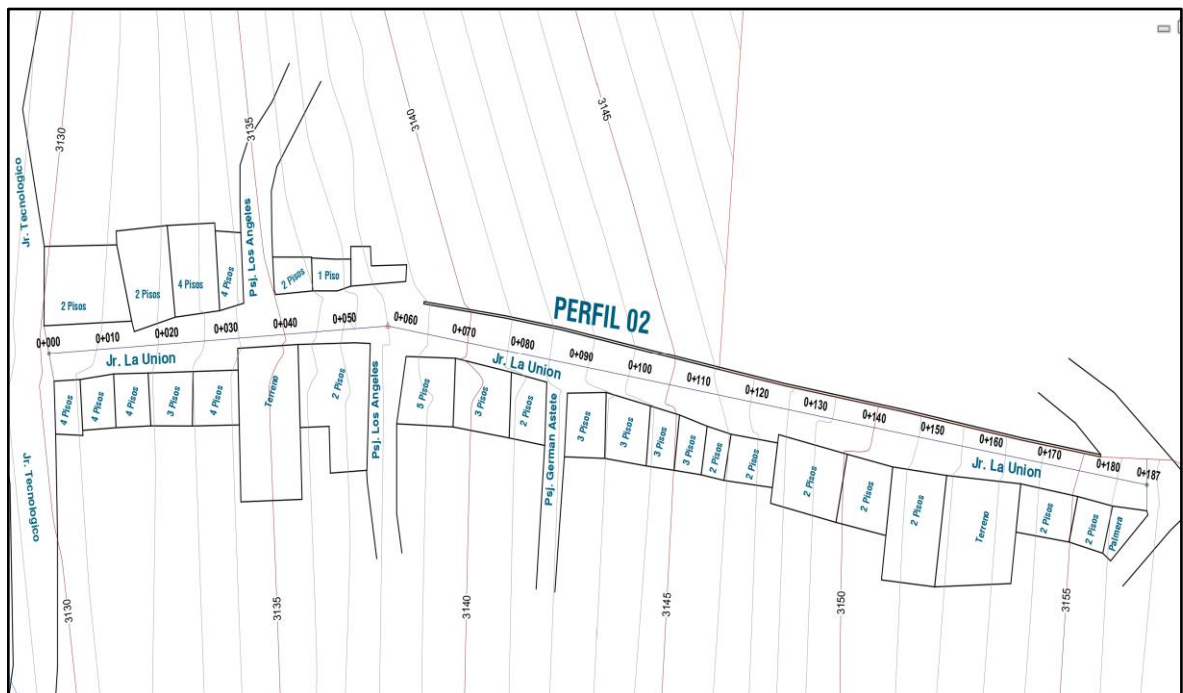 3130
3135
3140
3145
Jr. Tecnologico
Psj. Los Angeles
2 Pisos
2 Pisos
4 Pisos
4 Pisos
2 Pisos
1 Piso
PERFIL 02
0+000
0+010
0+020
0+030
0+040
0+050
0+060
0+070
0+080
0+090
0+100
0+110
0+120
0+130
0+140
0+150
0+160
0+170
0+180
0+187
Jr. La Union
Jr. La Union
Jr. La Union
4 Pisos
4 Pisos
4 Pisos
3 Pisos
4 Pisos
Terreno
2 Pisos
Psj. Los Angeles
5 Pisos
3 Pisos
2 Pisos
Psj. German Astete
3 Pisos
3 Pisos
3 Pisos
3 Pisos
2 Pisos
2 Pisos
2 Pisos
2 Pisos
2 Pisos
Terreno
2 Pisos
2 Pisos
Palmera
Jr. Tecnologico
3130
3135
3140
3145
3150
3155